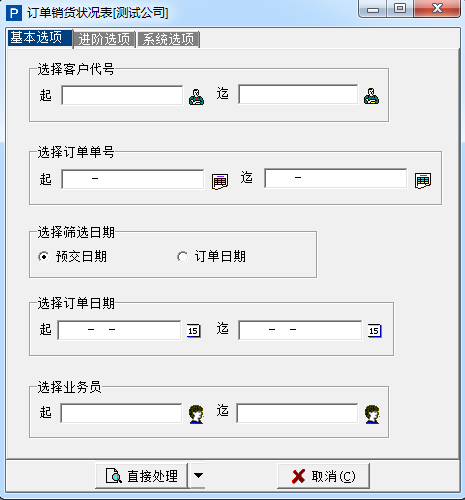 P 订单销货状况表[测试公司]
基本选项 进阶选项 系统选项
选择客户代号
起 迄
选择订单单号
起 - 迄 -
选择筛选日期
预交日期 订单日期
选择订单日期
起 - - 15 迄 - - 15
选择业务员
起 迄
直接处理 取消(C)